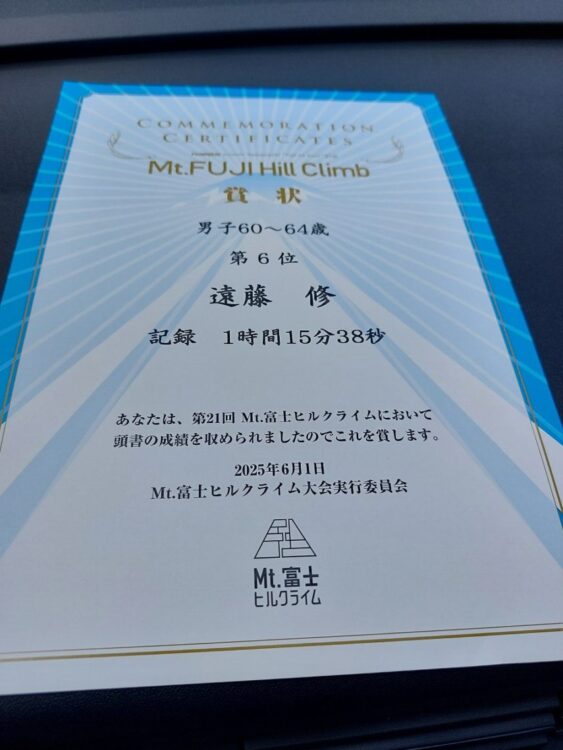 COMMEMORATION
CERTIFICATES
Mt.FUJI Hill Climb
賞状
男子60〜64歳
第6位
遠藤 修
記録 1時間15分38秒
あなたは、第21回 Mt.富士ヒルクライムにおいて
頭書の成績を収められましたのでこれを賞します。
2025年6月1日
Mt.富士ヒルクライム大会実行委員会
Mt.富士
ヒルクライム